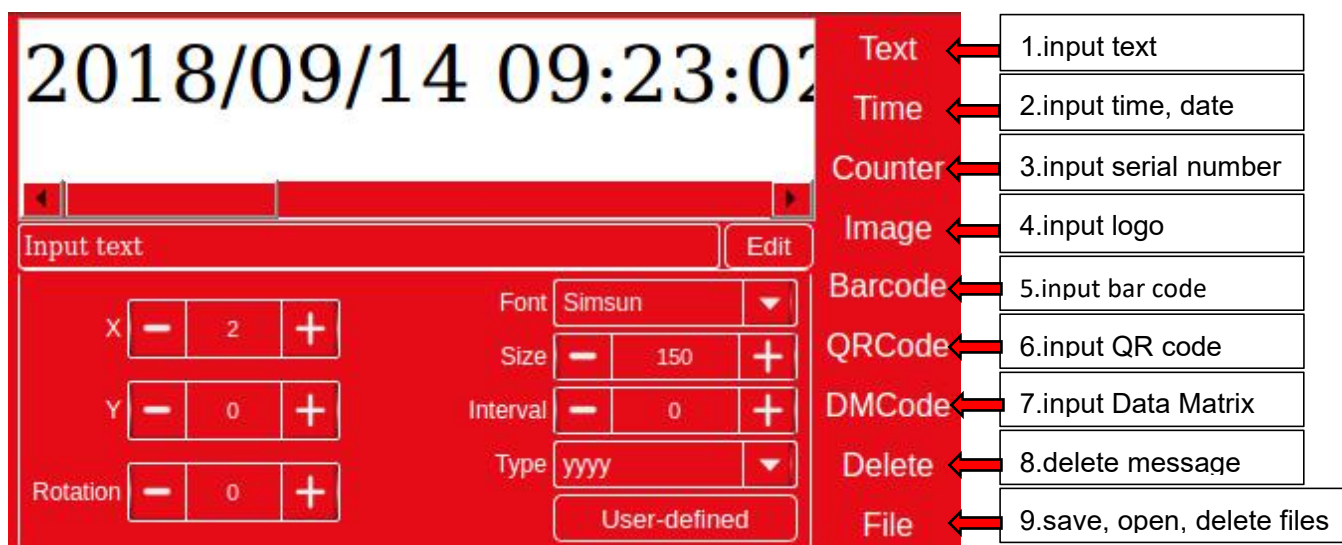 2018/09/14 09:23:02
Input text
Edit
X
2
Y
0
Rotation
0
Font
Simsun
Size
150
Interval
0
Type
yyyy
User-defined
Text
1.input text
Time
2.input time, date
Counter
3.input serial number
Image
4.input logo
Barcode
5.input bar code
QRCode
6.input QR code
DMCode
7.input Data Matrix
Delete
8.delete message
File
9.save, open, delete files